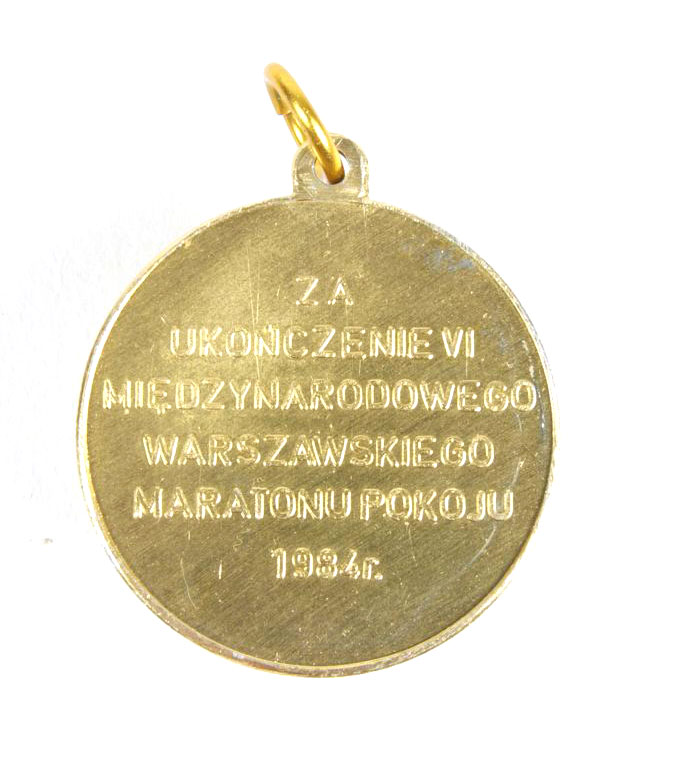 ZA
UKOŃCZENIE VI
MIĘDZYNARODOWEGO
WARSZAWSKIEGO
MARATONU POKOJU
1984r.